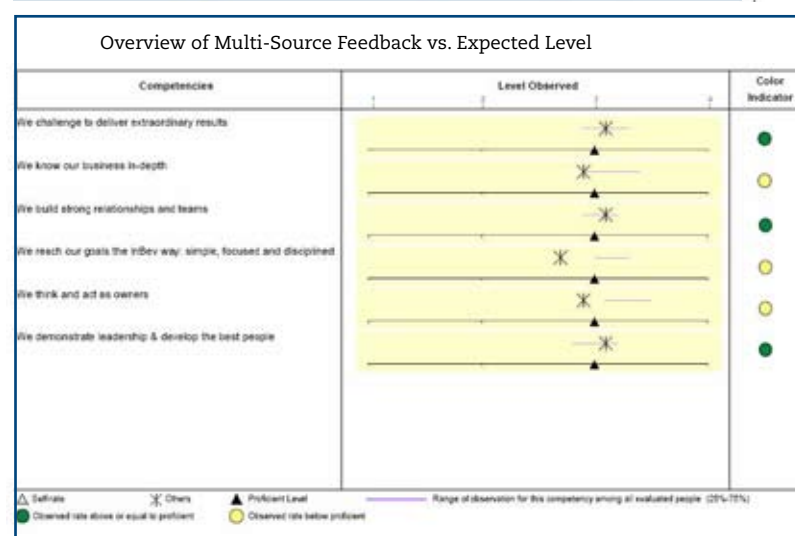 Overview of Multi-Source Feedback vs. Expected Level
Competencies
Level Observed
Color
Indicator
We challenge to deliver extraordinary results
We know our business in-depth
We build strong relationships and teams
We reach our goals the InBev way: simple, focused and disciplined
We think and act as owners
We demonstrate leadership & develop the best people
Selfrate Others Proficient Level Range of observation for this competency among all evaluated people (25%-75%)
Observed rate above or equal to proficient Observed rate below proficient